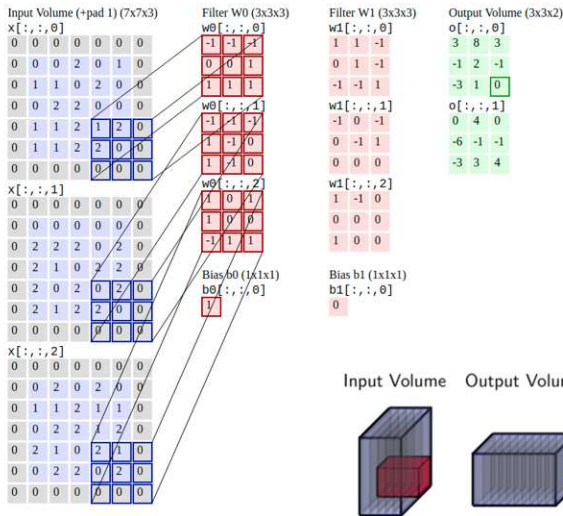 Input Volume (+pad 1) (7x7x3)
x[:,:,0]
0 0 0 0 0 0 0
0 0 0 2 0 1 0
0 1 1 0 2 0 0
0 0 2 2 0 0 0
0 1 1 2 1 2 0
0 1 1 2 2 0 0
0 0 0 0 0 0 0
x[:,:,1]
0 0 0 0 0 0 0
0 0 0 0 0 0 0
0 2 2 2 0 2 0
0 2 1 0 2 2 0
0 2 1 0 0 2 0
0 2 1 2 2 0 0
0 0 0 0 0 0 0
x[:,:,2]
0 0 0 0 0 0 0
0 0 2 0 2 0 0
0 1 1 2 1 1 0
0 0 2 2 1 2 0
0 2 1 0 2 1 0
0 0 2 2 0 2 0
0 0 0 0 0 0 0
Filter W0 (3x3x3)
w0[:,:,0]
-1 -1 -1
0 0 1
1 1 1
w0[:,:,1]
-1 -1 -1
1 -1 -1
1 -1 0
w0[:,:,2]
1 0 1
1 0 0
-1 1 1
Bias b0 (1x1x1)
b0[:,:,0]
1
Filter W1 (3x3x3)
w1[:,:,0]
1 1 -1
0 -1 1
-1 -1 1
w1[:,:,1]
-1 0 -1
0 -1 1
0 0 0
w1[:,:,2]
1 -1 0
0 0 0
1 0 0
Bias b1 (1x1x1)
b1[:,:,0]
0
Output Volume (3x3x2)
o[:,:,0]
3 8 3
-1 2 -1
-3 1 0
o[:,:,1]
0 4 0
-6 -1 -1
-3 3 4
Input Volume
Output Volu